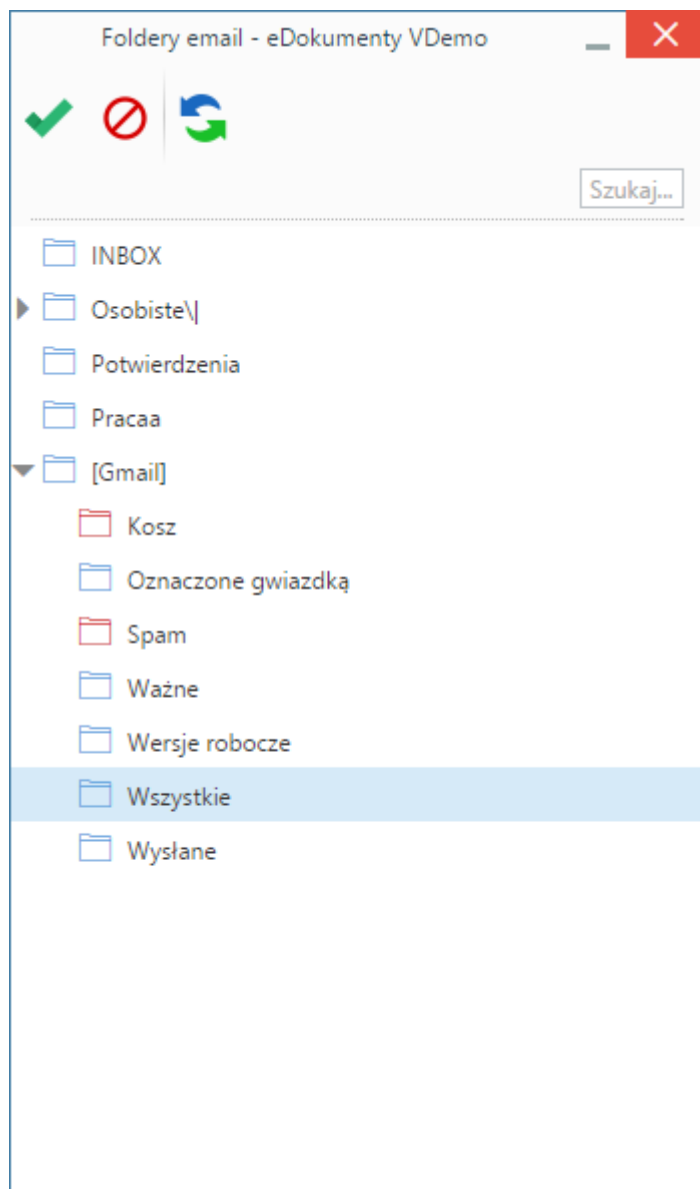 Foldery email - eDokumenty VDemo
Szukaj...
INBOX
Osobiste\|
Potwierdzenia
Pracaa
[Gmail]
Kosz
Oznaczone gwiazdką
Spam
Ważne
Wersje robocze
Wszystkie
Wysłane